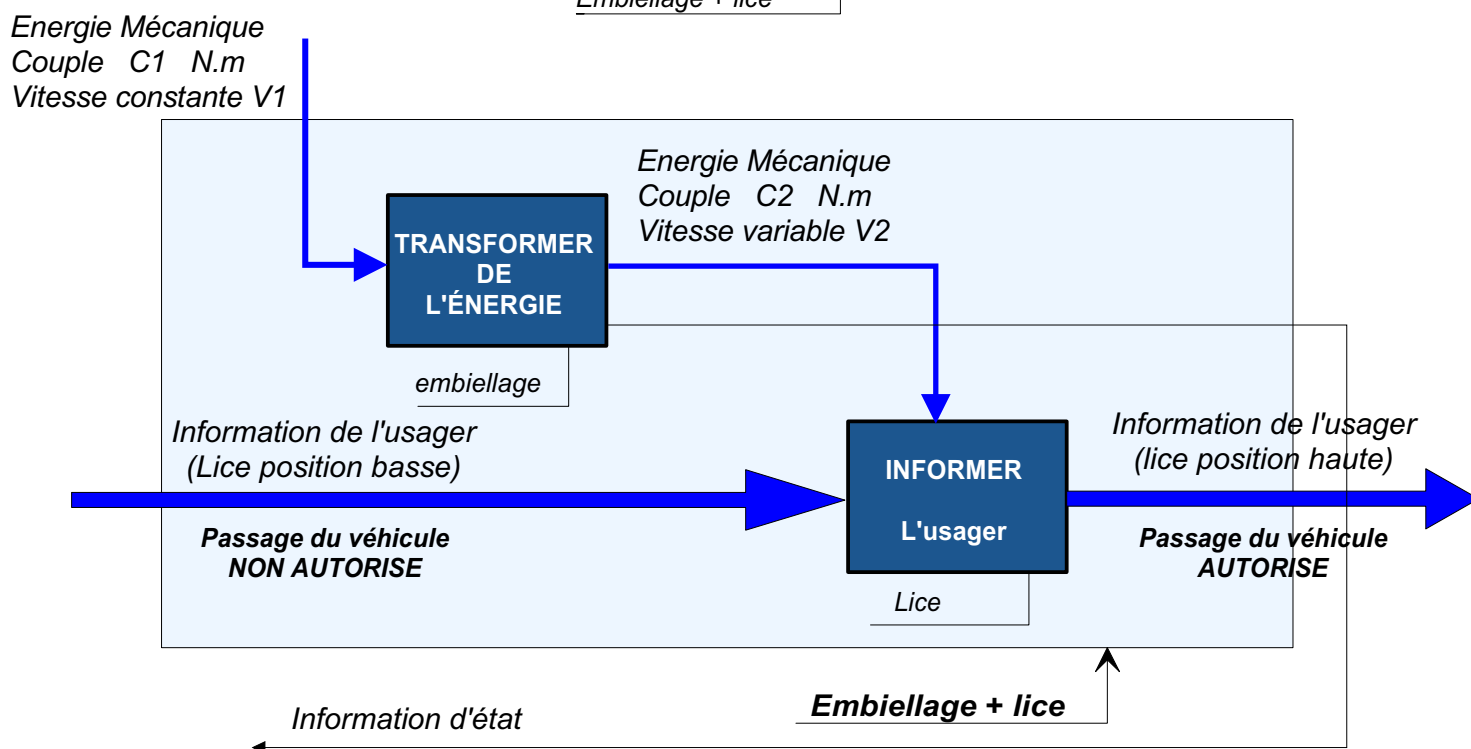 Embiellage + lice
Energie Mécanique
Couple C1 N.m
Vitesse constante V1
Energie Mécanique
Couple C2 N.m
Vitesse variable V2
TRANSFORMER
DE
L'ÉNERGIE
embiellage
Information de l'usager
(Lice position basse)
Information de l'usager
(lice position haute)
INFORMER
L'usager
Passage du véhicule
NON AUTORISE
Passage du véhicule
AUTORISE
Lice
Embiellage + lice
Information d'état